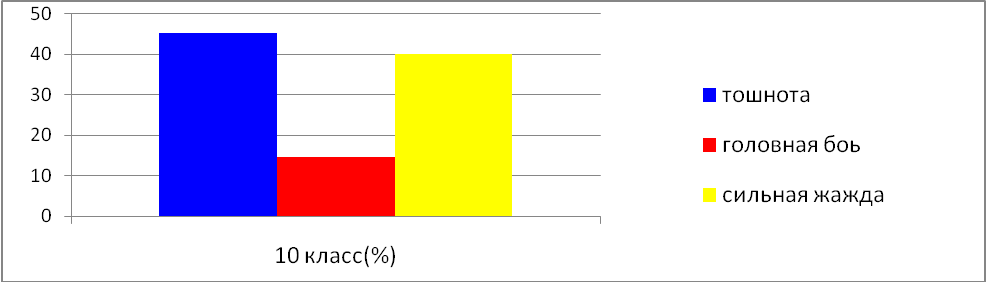 50
40
30
20
10
0
10 класс(%)
тошнота
головная боь
сильная жажда